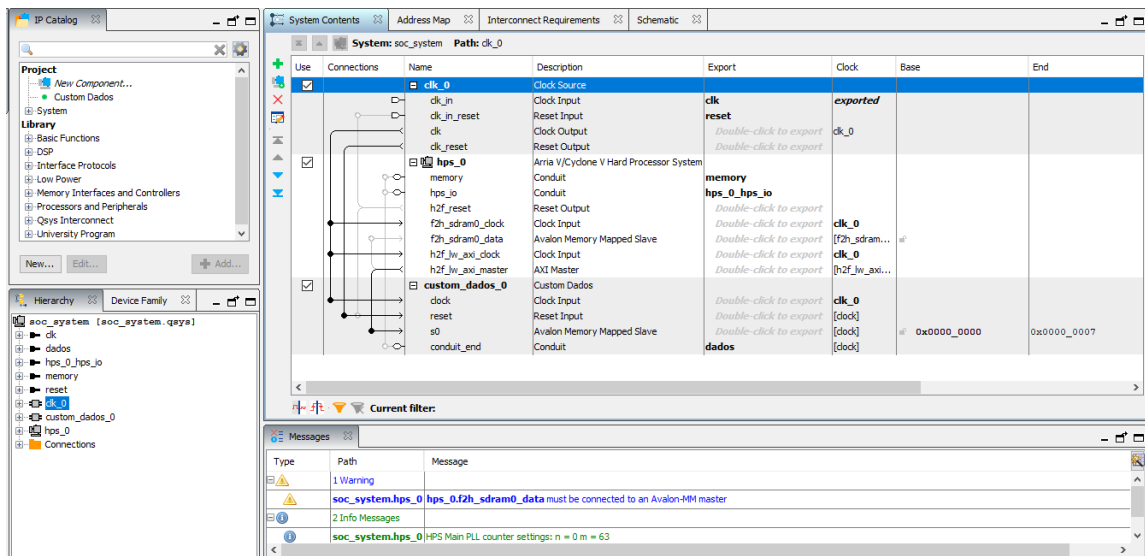 IP Catalog
Project
New Component...
Custom Dados
System
Library
Basic Functions
DSP
Interface Protocols
Low Power
Memory Interfaces and Controllers
Processors and Peripherals
Qsys Interconnect
University Program
New... Edit... Add...
Hierarchy Device Family
soc_system [soc_system.qsys]
clk
dados
hps_0_hps_io
memory
reset
clk_0
custom_dados_0
hps_0
Connections
System Contents Address Map Interconnect Requirements Schematic
System: soc_system Path: clk_0
Use Connections Name Description Export Clock Base End
clk_0 Clock Source
clk_in Clock Input clk exported
clk_in_reset Reset Input reset
clk Clock Output Double-click to export clk_0
clk_reset Reset Output Double-click to export
hps_0 Arria V/Cyclone V Hard Processor System
memory Conduit memory
hps_io Conduit hps_0_hps_io
h2f_reset Reset Output Double-click to export
f2h_sdram0_clock Clock Input Double-click to export clk_0
f2h_sdram0_data Avalon Memory Mapped Slave Double-click to export [f2h_sdram...
h2f_lw_axi_clock Clock Input Double-click to export clk_0
h2f_lw_axi_master AXI Master Double-click to export [h2f_lw_axi...
custom_dados_0 Custom Dados
clock Clock Input Double-click to export clk_0
reset Reset Input Double-click to export [clock]
s0 Avalon Memory Mapped Slave Double-click to export [clock] 0x0000_0000 0x0000_0007
conduit_end Conduit dados [clock]
Current filter:
Messages
Type Path Message
1 Warning
soc_system.hps_0 hps_0.f2h_sdram0_data must be connected to an Avalon-MM master
2 Info Messages
soc_system.hps_0 HPS Main PLL counter settings: n = 0 m = 63